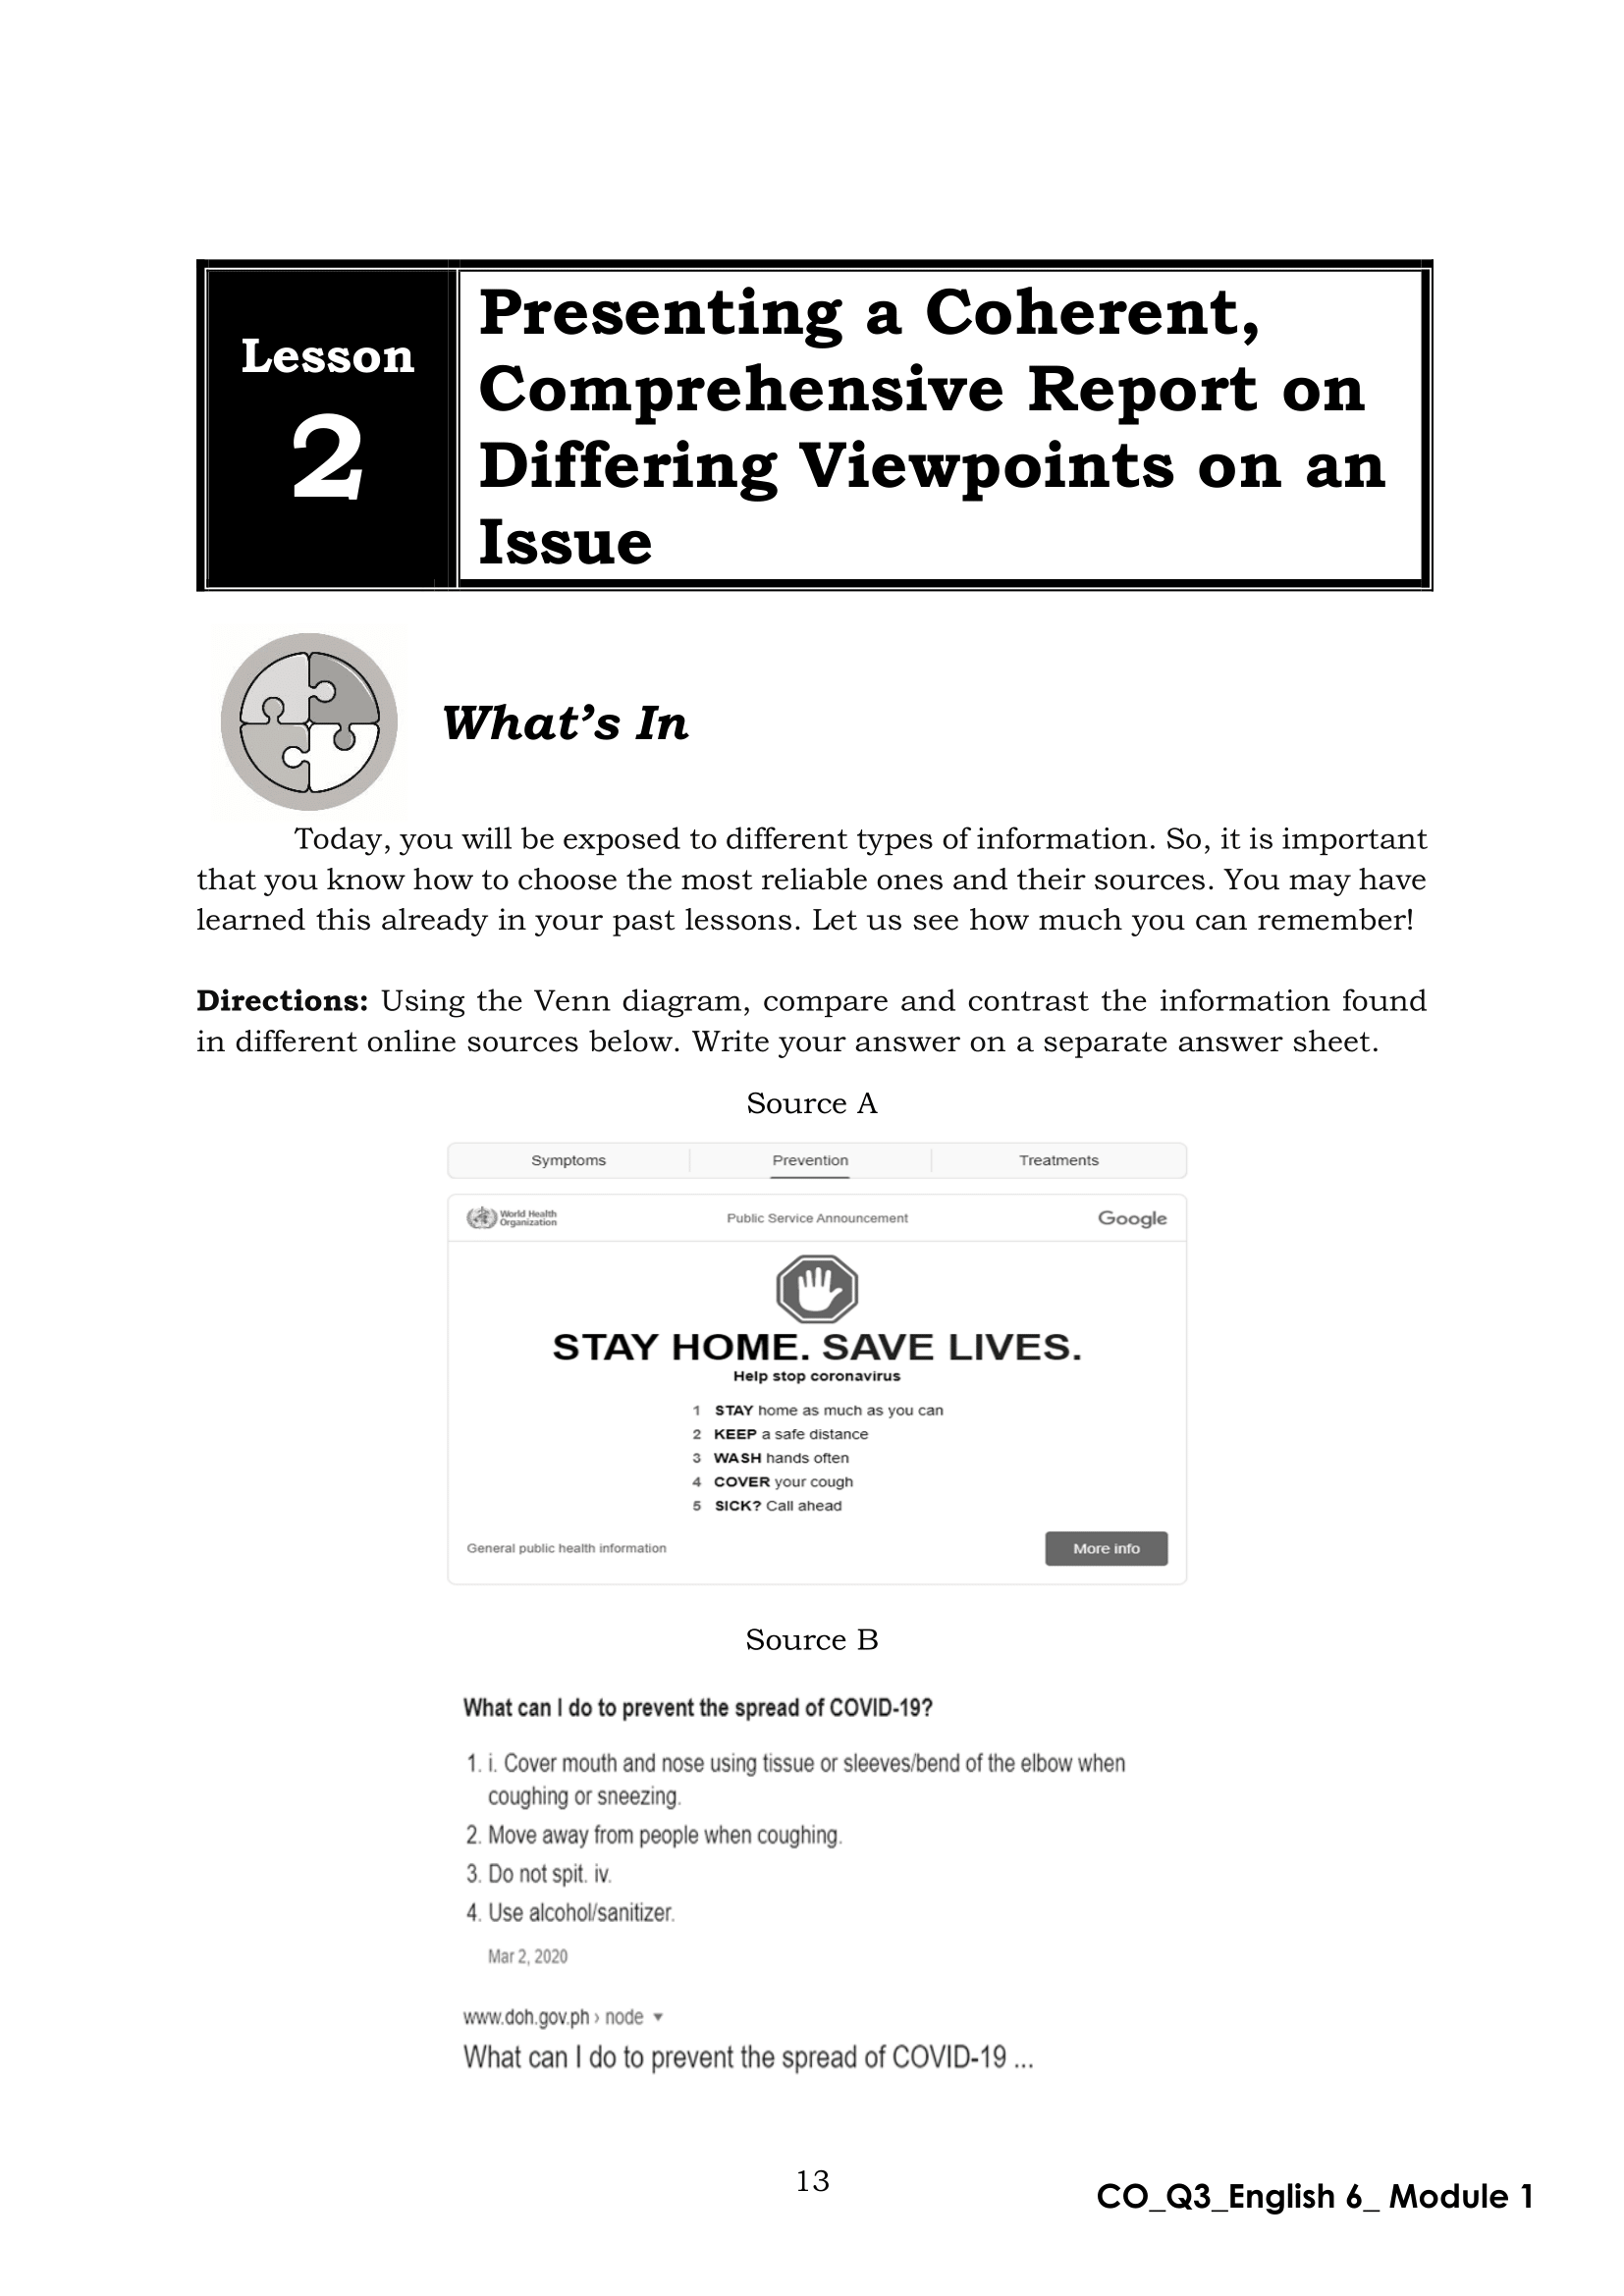 Lesson
2
Presenting a Coherent,
Comprehensive Report on
Differing Viewpoints on an
Issue
What's In
Today, you will be exposed to different types of information. So, it is important
that you know how to choose the most reliable ones and their sources. You may have
learned this already in your past lessons. Let us see how much you can remember!
Directions: Using the Venn diagram, compare and contrast the information found
in different online sources below. Write your answer on a separate answer sheet.
Source A
Symptoms Prevention Treatments
World Health
Organization
Public Service Announcement
Google
STAY HOME. SAVE LIVES.
Help stop coronavirus
1 STAY home as much as you can
2 KEEP a safe distance
3 WASH hands often
4 COVER your cough
5 SICK? Call ahead
General public health information
More info
Source B
What can I do to prevent the spread of COVID-19?
1. i. Cover mouth and nose using tissue or sleeves/bend of the elbow when
coughing or sneezing.
2. Move away from people when coughing.
3. Do not spit. iv.
4. Use alcohol/sanitizer.
Mar 2, 2020
www.doh.gov.ph › node
What can I do to prevent the spread of COVID-19 ...
13
CO_Q3_English 6_ Module 1